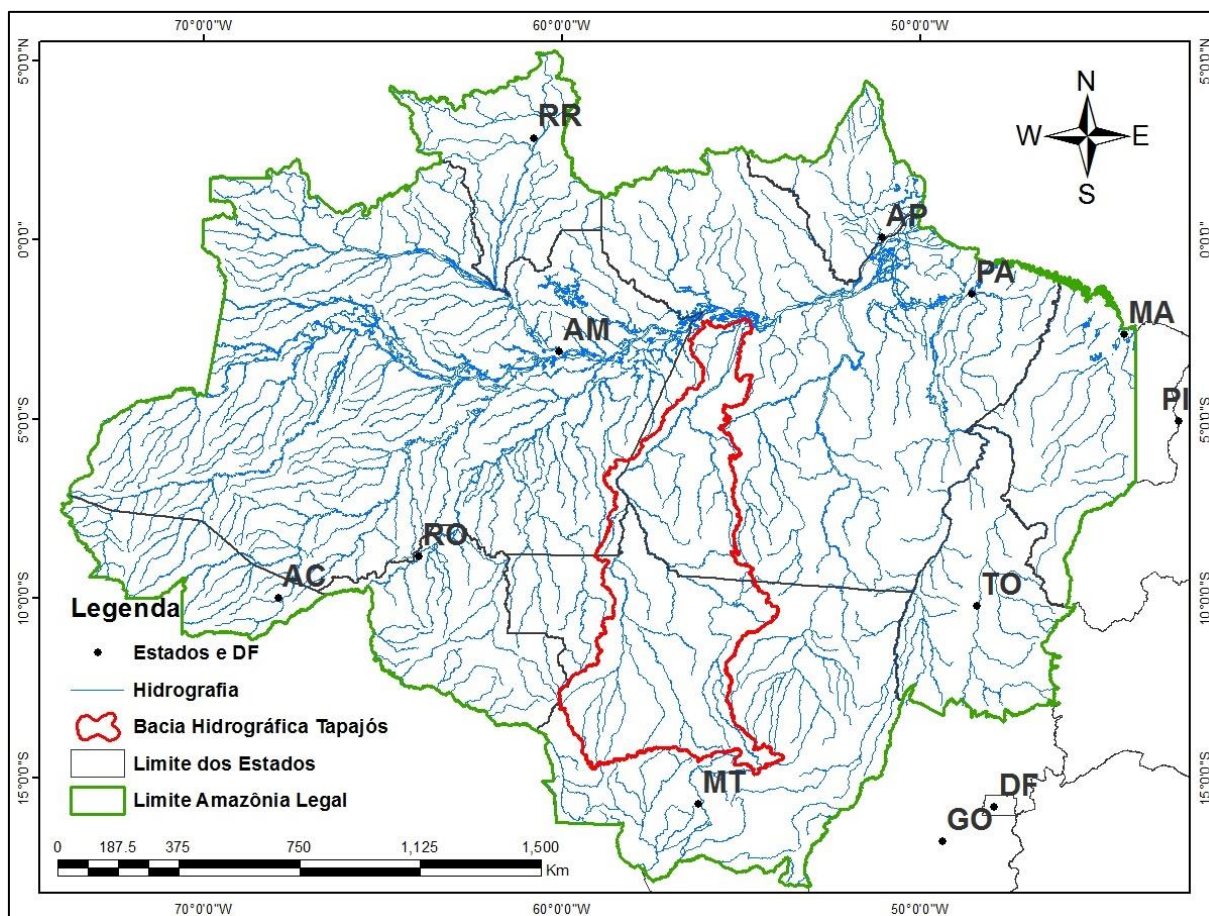 70°0'0"W 60°0'0"W 50°0'0"W
5°0'0"N 5°0'0"N
N
W E
S
RR
AP
0°0'0" 0°0'0"
PA
MA
AM
PI
5°0'0"S 5°0'0"S
RO
AC
TO
10°0'0"S 10°0'0"S
Legenda
Estados e DF
Hidrografia
Bacia Hidrográfica Tapajós
Limite dos Estados
Limite Amazônia Legal
15°0'0"S 15°0'0"S
MT
DF
GO
0 187.5 375 750 1,125 1,500
Km
70°0'0"W 60°0'0"W 50°0'0"W